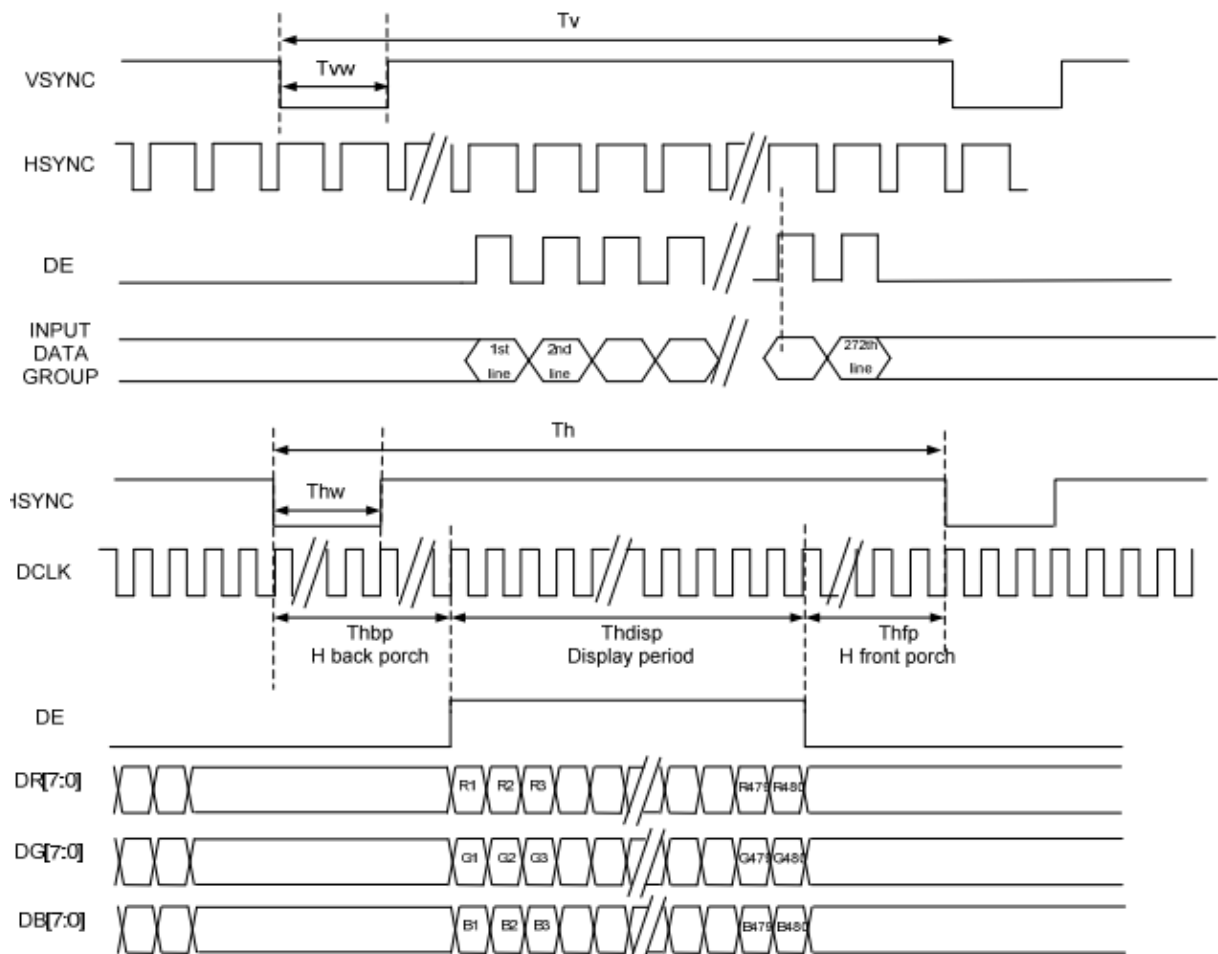 Tv
VSYNC
Tvw
HSYNC
DE
INPUT
DATA
GROUP
1st
line
2nd
line
272th
line
Th
HSYNC
Thw
DCLK
Thbp
H back porch
Thdisp
Display period
Thfp
H front porch
DE
DR[7:0]
R1 R2 R3 R479 R480
DG[7:0]
G1 G2 G3 G479 G480
DB[7:0]
B1 B2 B3 B479 B480